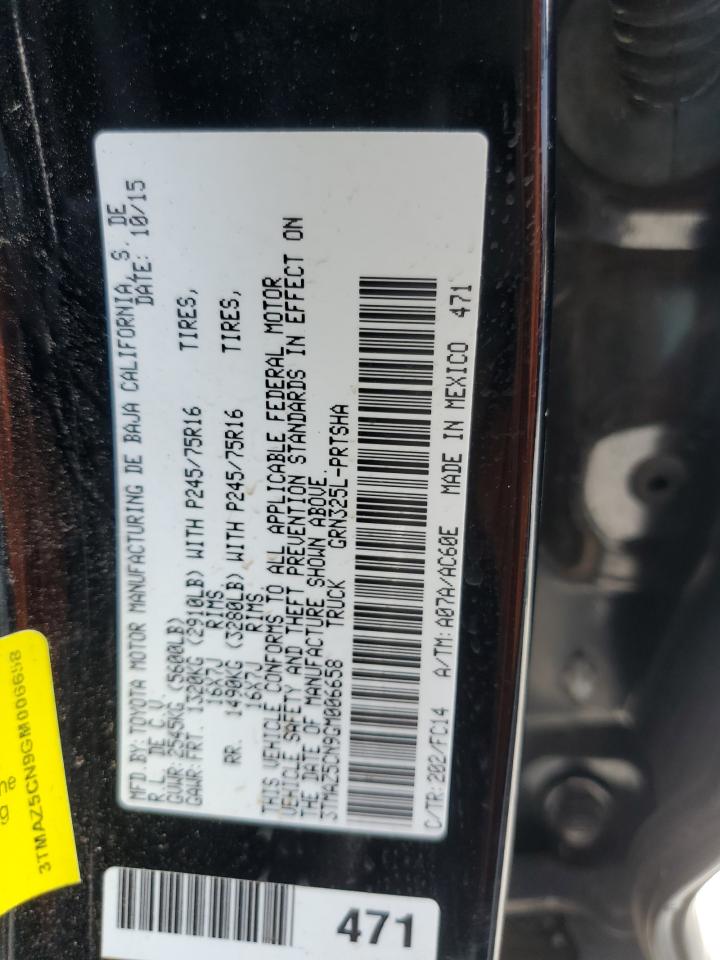 MFD.BY:TOYOTA MOTOR MANUFACTURING DE BAJA CALIFORNIA,S. DE
R.L. DE C.V. DATE: 10/15
GVWR: 2545KG (5600LB)
GAWR:FRT. 1320KG (2910LB) WITH P245/75R16 TIRES,
16X7J RIMS,
RR. 1490KG (3280LB) WITH P245/75R16 TIRES,
16X7J RIMS.
THIS VEHICLE CONFORMS TO ALL APPLICABLE FEDERAL MOTOR
VEHICLE SAFETY AND THEFT PREVENTION STANDARDS IN EFFECT ON
THE DATE OF MANUFACTURE SHOWN ABOVE.
3TMAZ5CN9GM006658 TRUCK GRN325L-PRTSHA
C/TR:202/FC14 A/TM:A07A/AC60E MADE IN MEXICO 471
3TMAZ5CN9GM006658
471